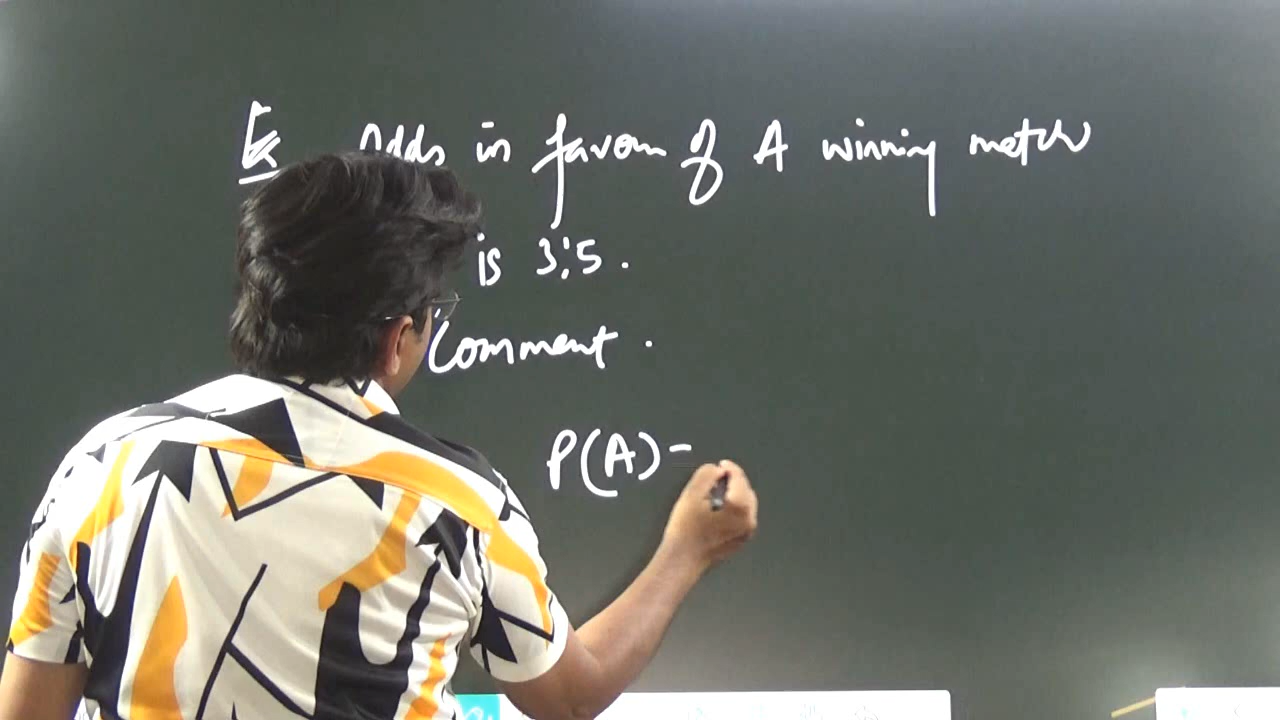 Ex Odds in favour of A winning match
is 3:5.
Comment.
P(A)=